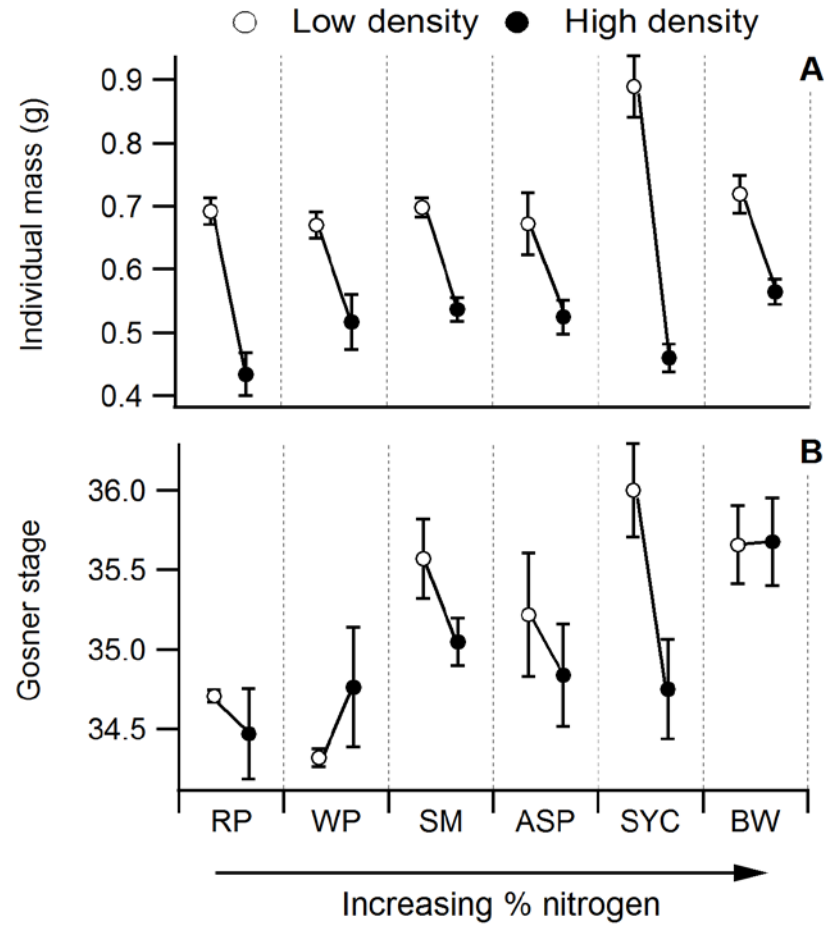 Low density High density
A
Individual mass (g)
0.9
0.8
0.7
0.6
0.5
0.4
B
Gosner stage
36.0
35.5
35.0
34.5
RP WP SM ASP SYC BW
Increasing % nitrogen